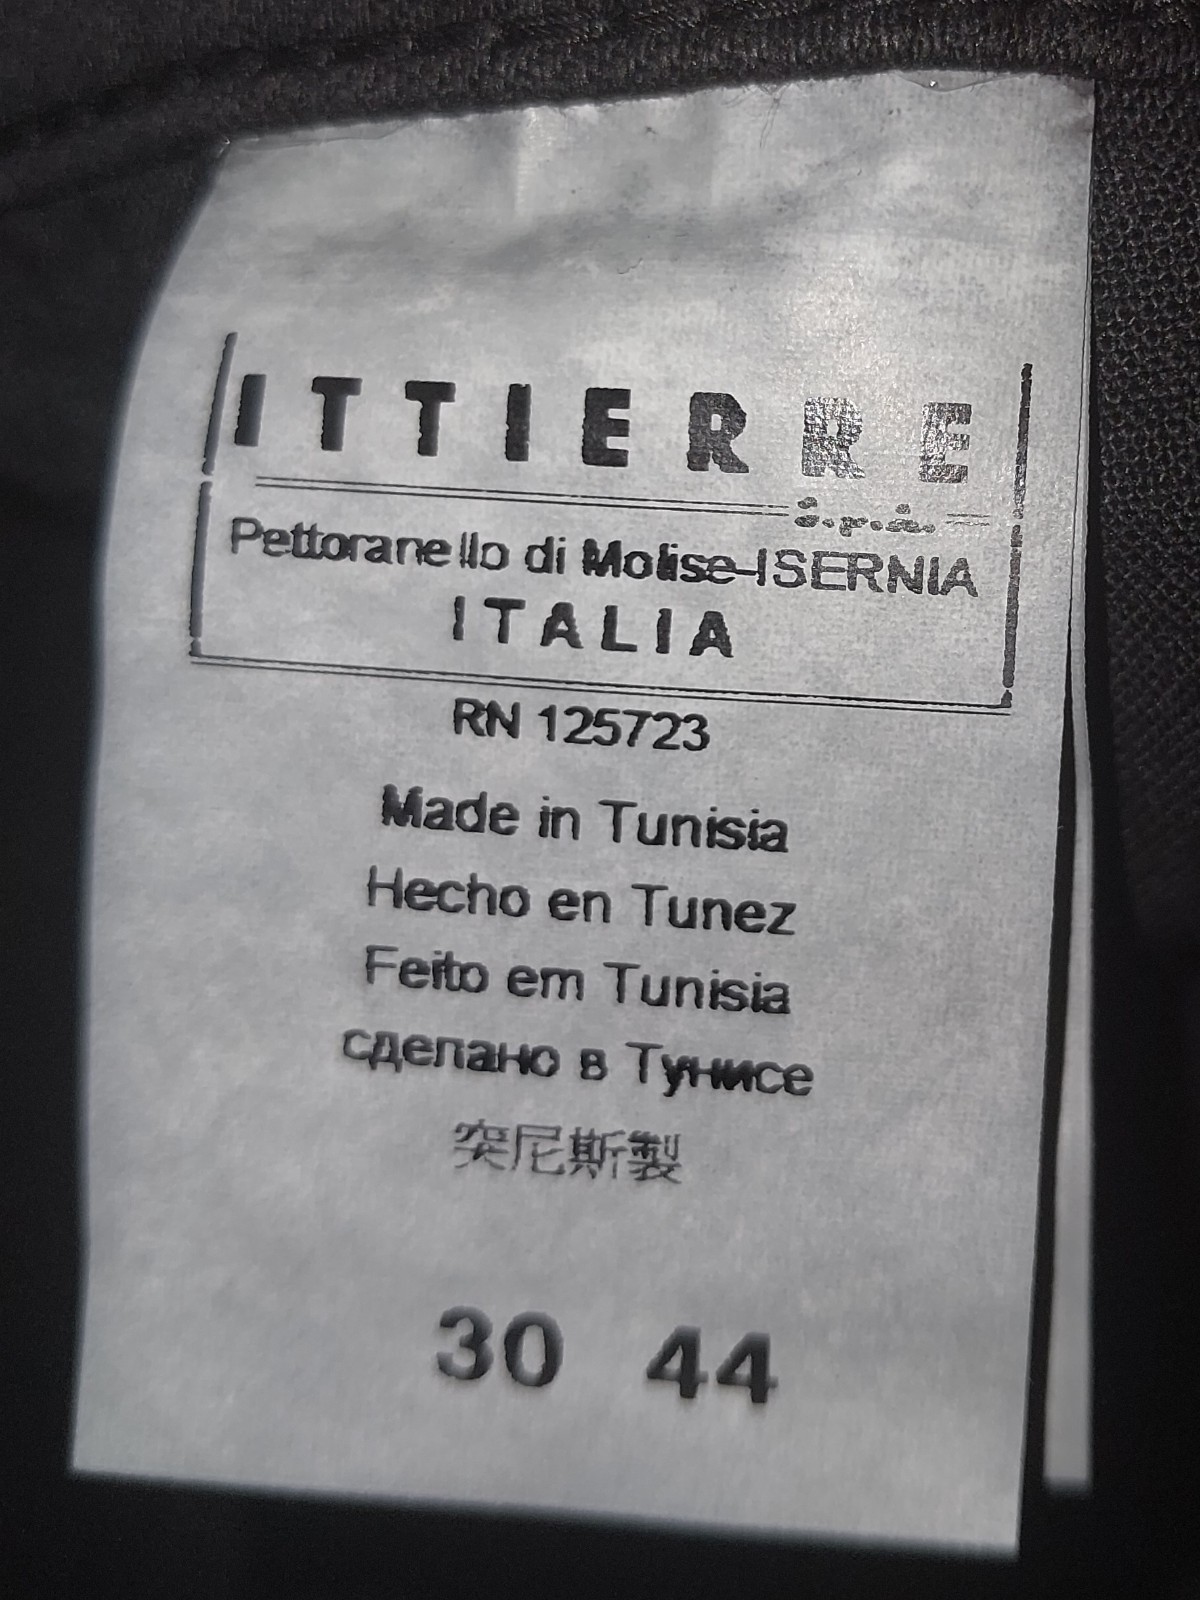 ITTIERRE
s.p.a.
Pettoranello di Molise-ISERNIA
ITALIA
RN 125723
Made in Tunisia
Hecho en Tunez
Feito em Tunisia
сделано в Тунисе
突尼斯製
30 44